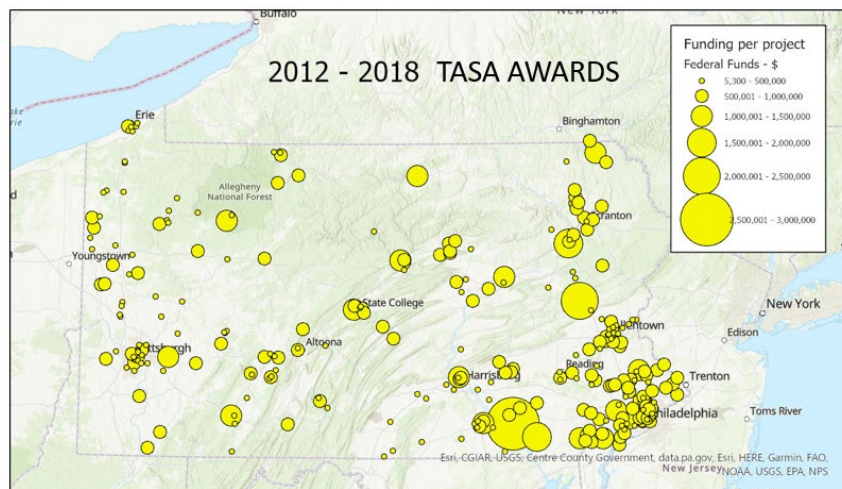 Buffalo
New York
2012 - 2018 TASA AWARDS
Funding per project
Federal Funds - $
5,300 - 500,000
500,001 - 1,000,000
1,000,001 - 1,500,000
1,500,001 - 2,000,000
2,000,001 - 2,500,000
2,500,001 - 3,000,000
Erie
Binghamton
Allegheny
National Forest
Youngstown
State College
New York
Edison
Altoona
Reading
Trenton
Toms River
Esri, CGIAR, USGS, Centre County Government, data.pa.gov, Esri, HERE, Garmin, FAO,
New Jersey
NOAA, USGS, EPA, NPS